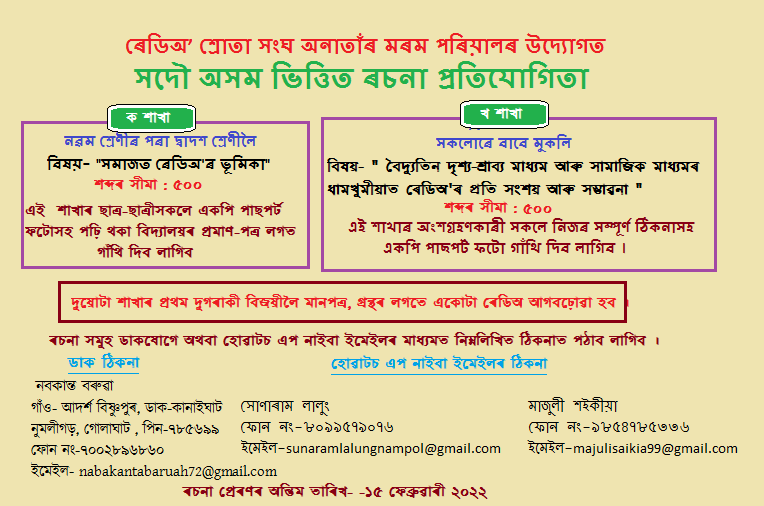 ৰেডিঅ' শ্ৰোতা সংঘ অনাতাঁৰ মৰম পৰিয়ালৰ উদ্যোগত
সদৌ অসম ভিত্তিত ৰচনা প্ৰতিযোগিতা
ক শাখা
নৱম শ্ৰেণীৰ পৰা দ্বাদশ শ্ৰেণীলৈ
বিষয়- "সমাজত ৰেডিঅ'ৰ ভূমিকা"
শব্দৰ সীমা : ৫০০
এই শাখাৰ ছাত্ৰ-ছাত্ৰীসকলে একপি পাছপৰ্ট
ফটোসহ পঢ়ি থকা বিদ্যালয়ৰ প্ৰমাণ-পত্ৰ লগত
গাঁথি দিব লাগিব
খ শাখা
সকলোৰে বাবে মুকলি
বিষয়- " বৈদ্যুতিন দৃশ্য-শ্ৰাব্য মাধ্যম আৰু সামাজিক মাধ্যমৰ
ধামখুমীয়াত ৰেডিঅ'ৰ প্ৰতি সংশয় আৰু সম্ভাৱনা "
শব্দৰ সীমা : ৫০০
এই শাখাৰ অংশগ্ৰহণকাৰী সকলে নিজৰ সম্পূৰ্ণ ঠিকনাসহ
একপি পাছপৰ্ট ফটো গাঁথি দিব লাগিব ।
দুয়োটা শাখাৰ প্ৰথম দুগৰাকী বিজয়ীলৈ মানপত্ৰ, গ্ৰন্থৰ লগতে একোটা ৰেডিঅ আগবঢ়োৱা হব ।
ৰচনা সমূহ ডাকযোগে অথবা হোৱাটচ এপ নাইবা ইমেইলৰ মাধ্যমত নিম্নলিখিত ঠিকনাত পঠাব লাগিব ।
ডাক ঠিকনা
নবকান্ত বৰুৱা
গাঁও- আদৰ্শ বিষ্ণুপুৰ, ডাক-কানাইঘাট
নুমলীগড়, গোলাঘাট , পিন-৭৮৫৬৯৯
ফোন নং-৭০০২৮৯৬৮৬০
ইমেইল- nabakantabaruah72@gmail.com
হোৱাটচ এপ নাইবা ইমেইলৰ ঠিকনা
সোণাৰাম লালুং
ফোন নং-৮০৯৯৫৭৯০৭৬
ইমেইল-sunaramlalungnampol@gmail.com
মাজুলী শইকীয়া
ফোন নং-৯৮৫৪৭৮৫৩৩৬
ইমেইল-majulisaikia99@gmail.com
ৰচনা প্ৰেৰণৰ অন্তিম তাৰিখ- -১৫ ফেব্ৰুৱাৰী ২০২২